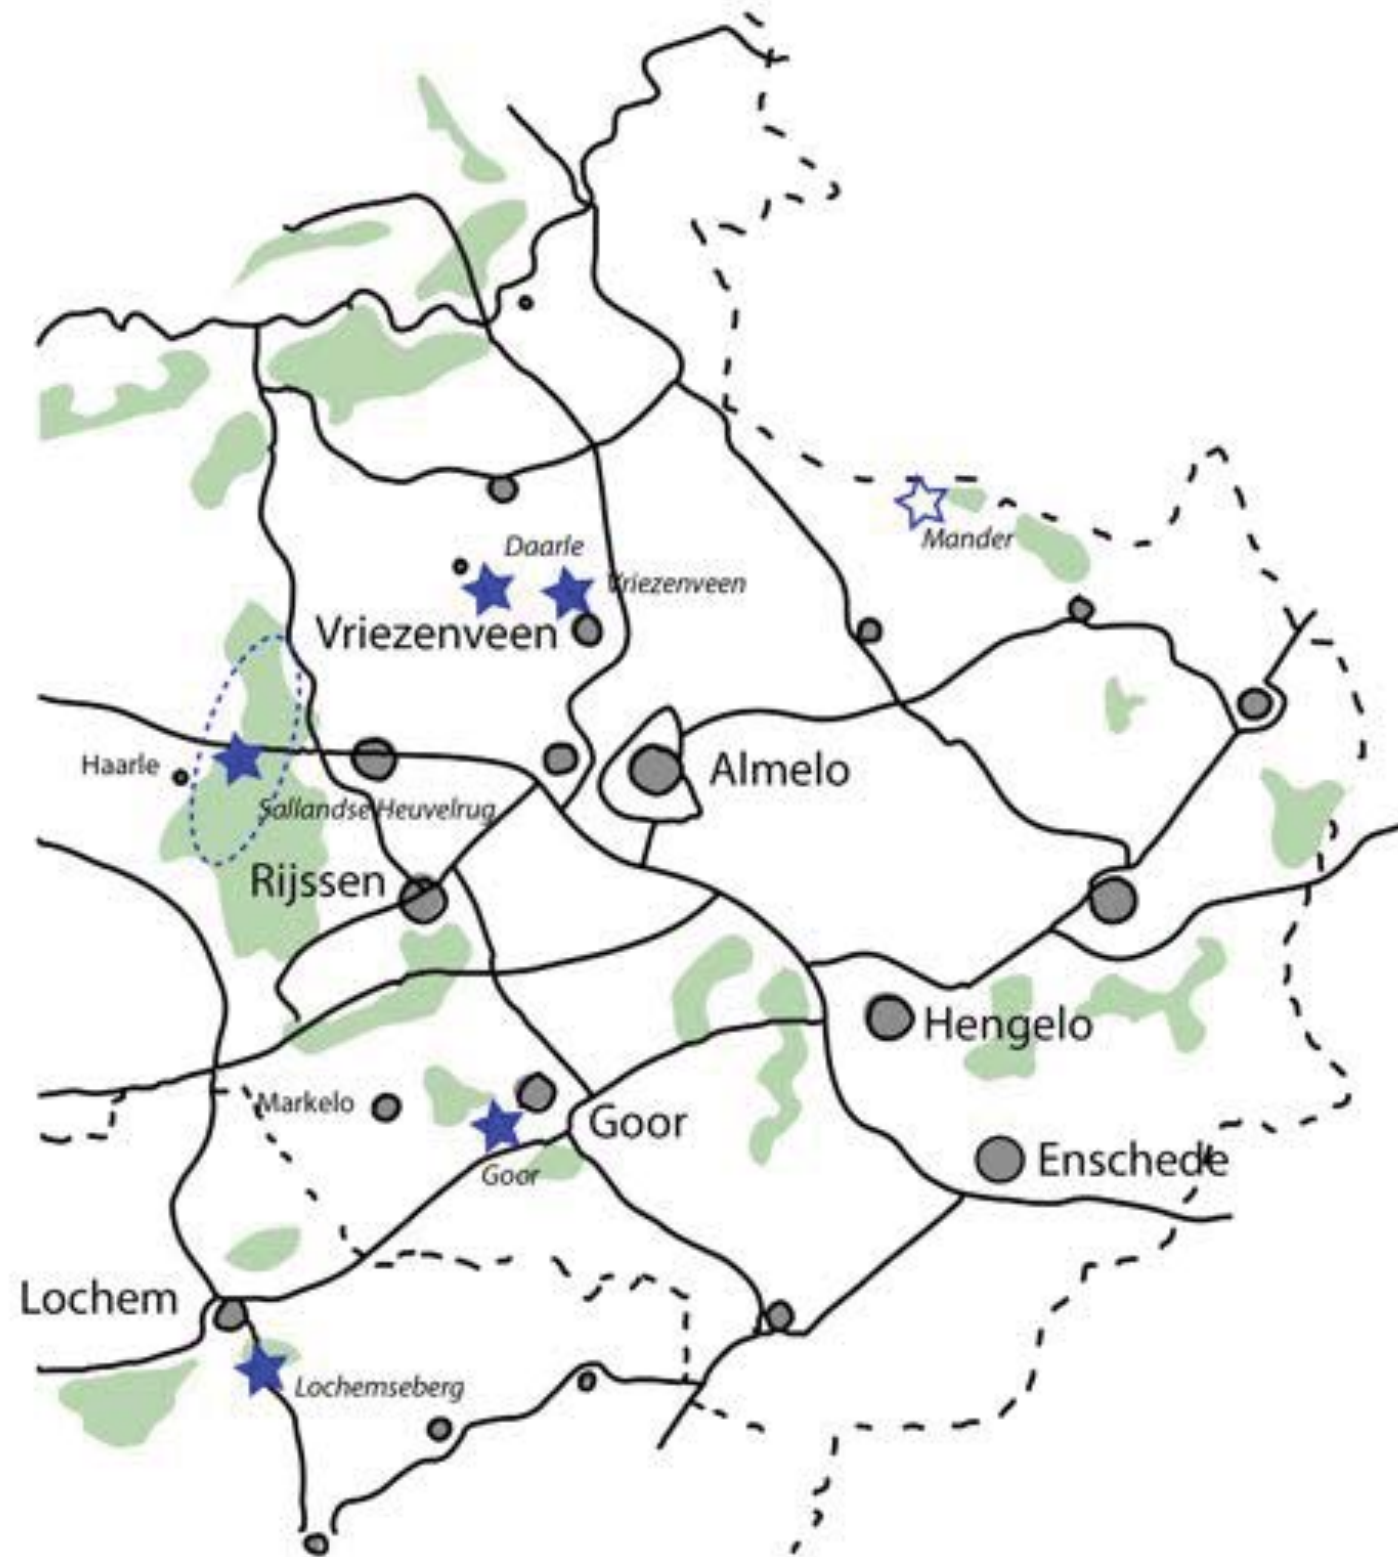 Mander
Daarle
Vriezenveen
Vriezenveen
Haarle
Almelo
Sallandse Heuvelrug
Rijssen
Hengelo
Markelo
Goor
Goor
Enschede
Lochem
Lochemseberg